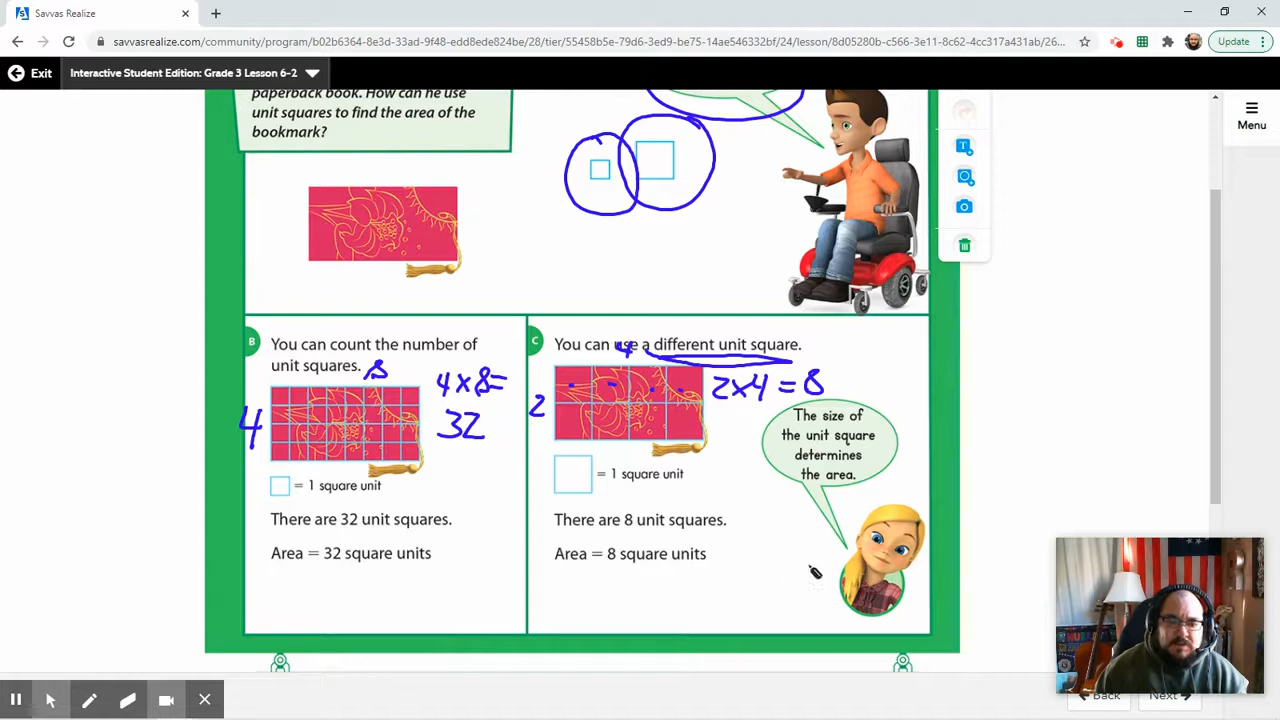 Savvas Realize
savvasrealize.com/community/program/b02b6364-8e3d-33ad-9f48-edd8ede824be/28/tier/55458b5e-79d6-3ed9-be75-14ae546332bf/24/lesson/8d05280b-c566-3e11-8c62-4cc317a431ab/26...
Update
Exit
Interactive Student Edition: Grade 3 Lesson 6-2
Menu
paperback book. How can he use
unit squares to find the area of the
bookmark?
B
You can count the number of
unit squares.
8
4
4 x 8 =
32
= 1 square unit
There are 32 unit squares.
Area = 32 square units
C
You can use a different unit square.
4
2
2 x 4 = 8
= 1 square unit
There are 8 unit squares.
Area = 8 square units
The size of
the unit square
determines
the area.
Back
Next